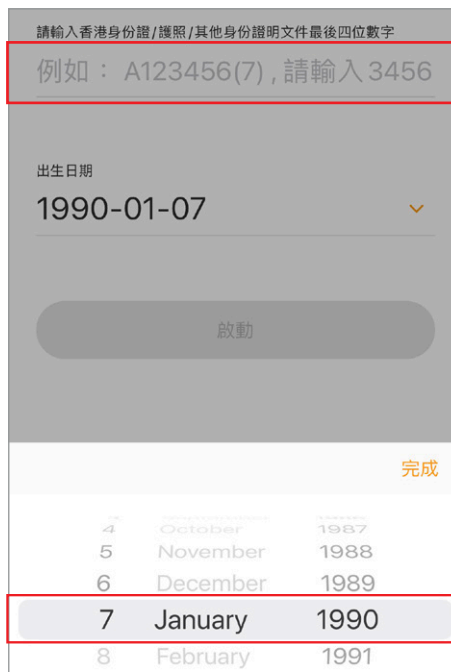 請輸入香港身份證/護照/其他身份證明文件最後四位數字
例如： A123456(7) , 請輸入 3456
出生日期
1990-01-07
啟動
完成
4 October 1987
5 November 1988
6 December 1989
7 January 1990
8 February 1991